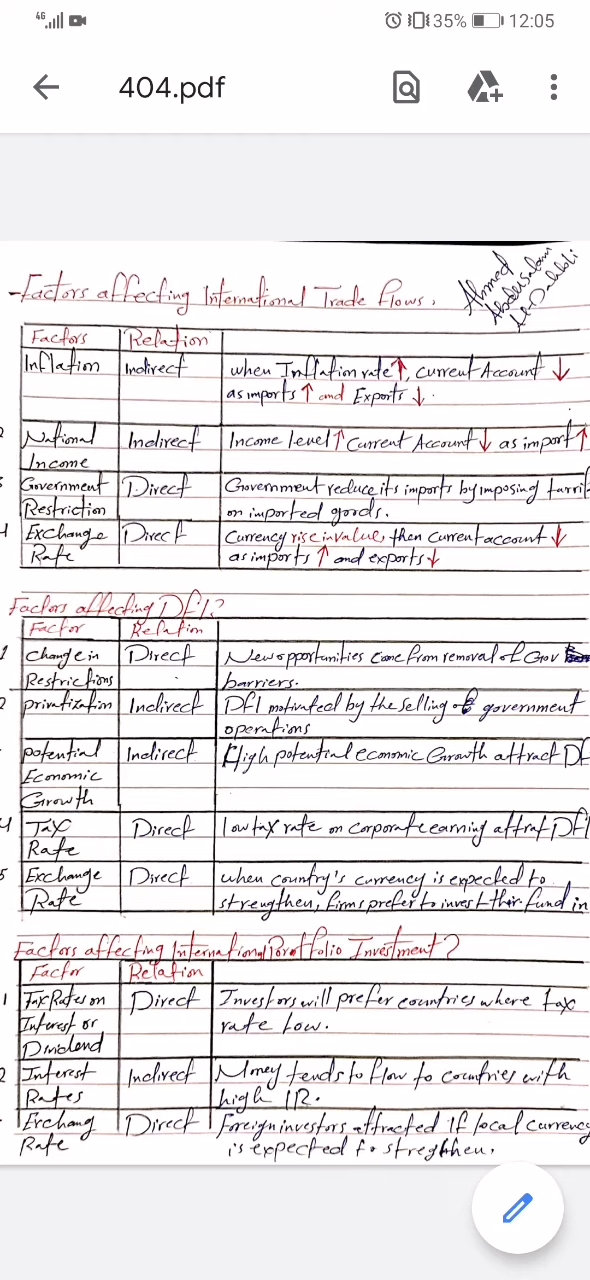 4G 35% 12:05
404.pdf
-Factors affecting International Trade flows.
Ahmed
Abdersalam
Al-Dahbli
Factors Relation
Inflation Indirect when Inflation rate↑, current Account ↓
as imports ↑ and Exports ↓.
2 National Indirect Income level ↑ Current Account ↓ as import ↑
Income
Government Direct Government reduce its imports by imposing tarri
Restriction on imported goods.
4 Exchange Direct Currency rise in value, then current account ↓
Rate as imports ↑ and exports ↓
Factors affecting DFI?
Factor Relation
1 Change in Direct New opportunities come from removal of Gov
Restrictions barriers.
2 privatization Indirect DFI motivated by the selling of government
operations
potential Indirect High potential economic Growth attract DF
Economic
Growth
4 Tax Direct low tax rate on corporate earning attrat DFI
Rate
5 Exchange Direct when country's currency is expected to
Rate strengthen, firms prefer to invest their fund in
Factors affecting International Portfolio Investment?
Factor Relation
1 Tax Rates on Direct Investors will prefer countries where tax
Interest or rate low.
Dividend
2 Interest Indirect Money tends to flow to countries with
Rates high IR.
Exchang Direct Foreign investors attracted If local currency
Rate is expected to stregthen.